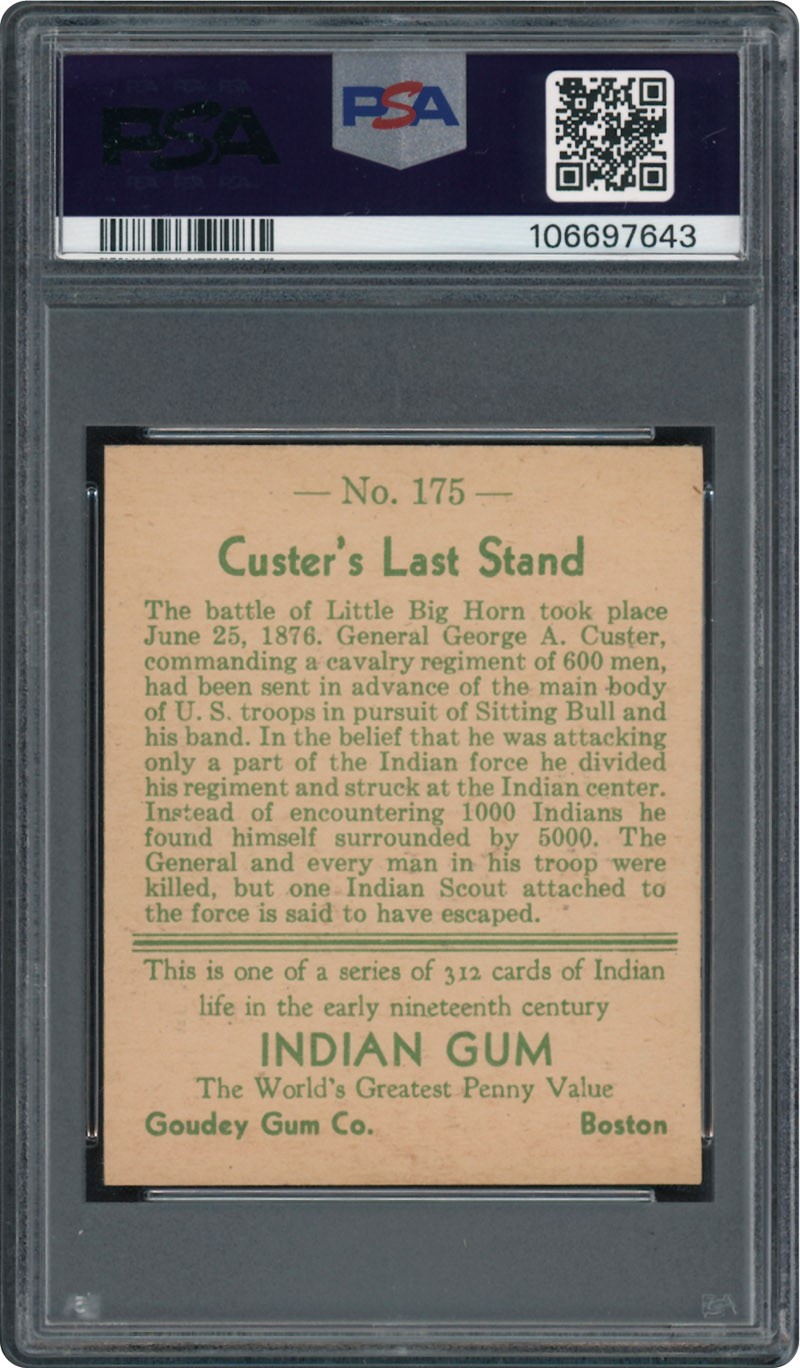 PSA
PSA
106697643
— No. 175 —
Custer's Last Stand
The battle of Little Big Horn took place
June 25, 1876. General George A. Custer,
commanding a cavalry regiment of 600 men,
had been sent in advance of the main body
of U. S. troops in pursuit of Sitting Bull and
his band. In the belief that he was attacking
only a part of the Indian force he divided
his regiment and struck at the Indian center.
Instead of encountering 1000 Indians he
found himself surrounded by 5000. The
General and every man in his troop were
killed, but one Indian Scout attached to
the force is said to have escaped.
This is one of a series of 312 cards of Indian
life in the early nineteenth century
INDIAN GUM
The World's Greatest Penny Value
Goudey Gum Co. Boston